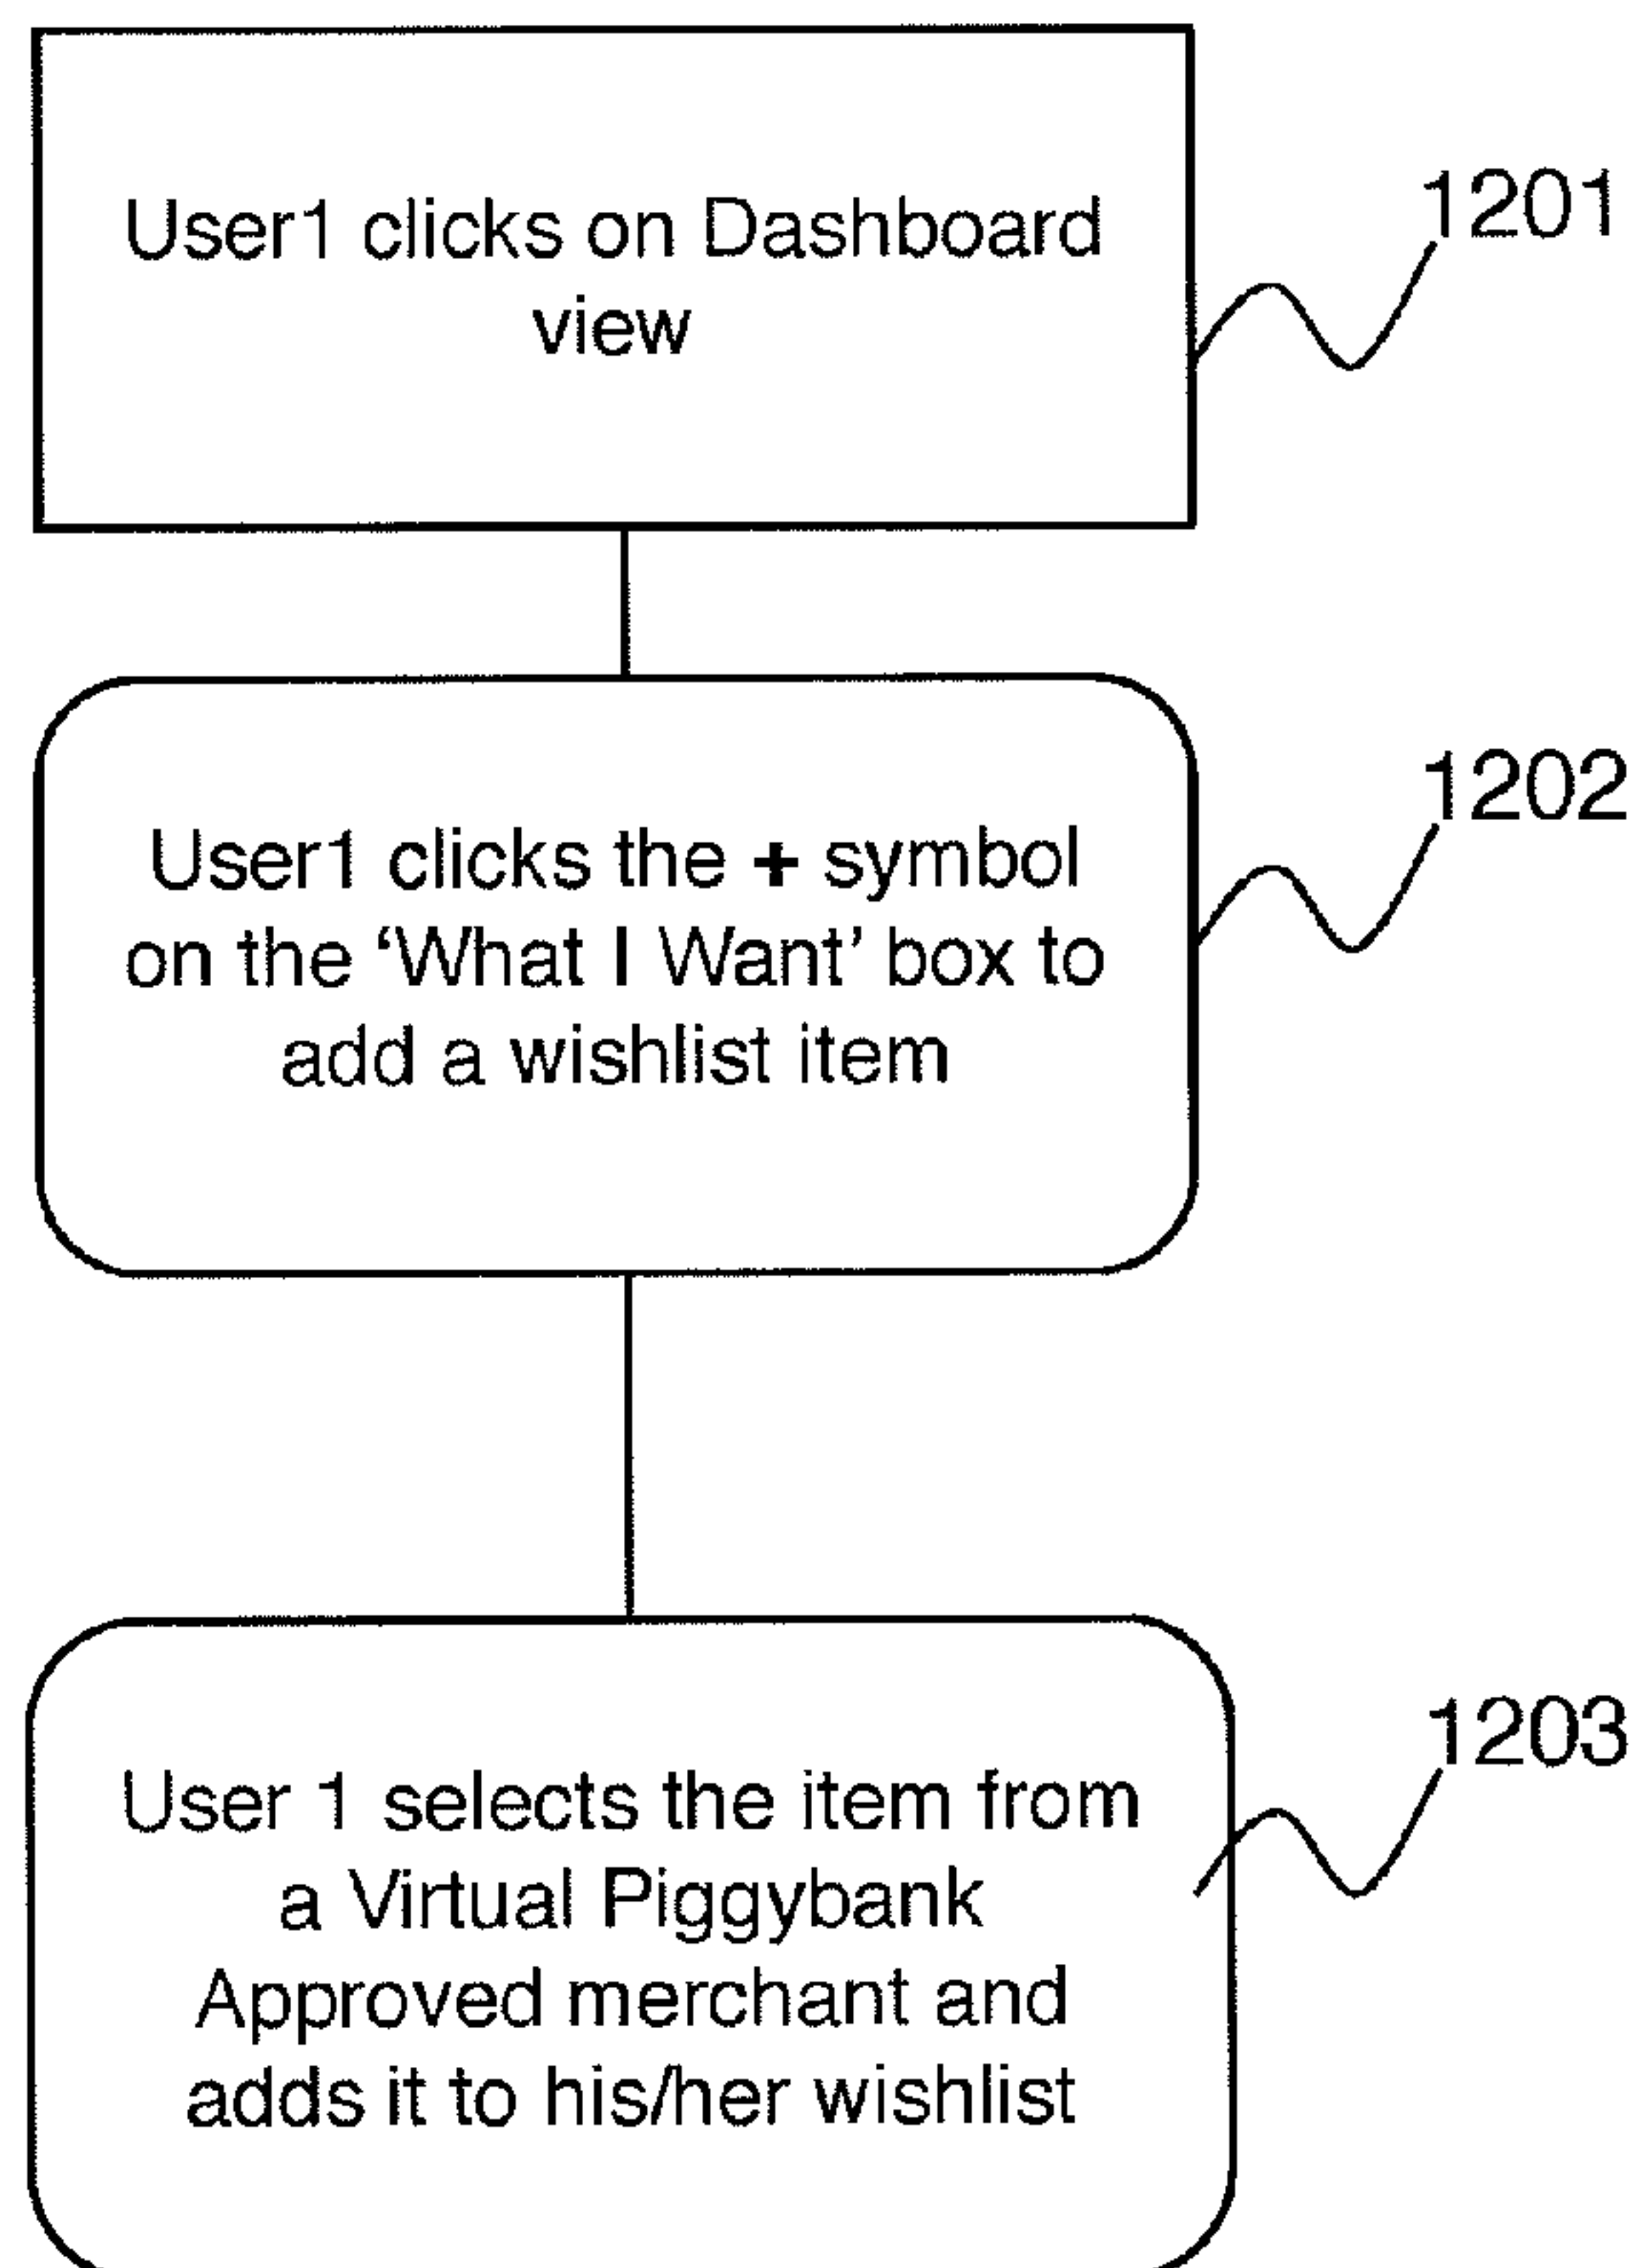 User1 clicks on Dashboard
view
1201
User1 clicks the + symbol
on the ‘What I Want’ box to
add a wishlist item
1202
User 1 selects the item from
a Virtual Piggybank
Approved merchant and
adds it to his/her wishlist
1203